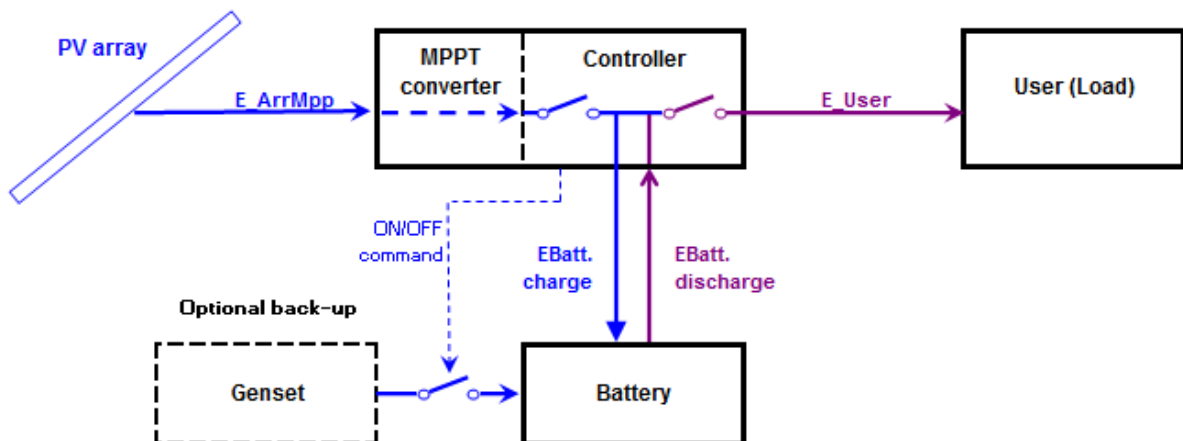 PV array
MPPT
converter
Controller
User (Load)
E_ArrMpp
E_User
ON/OFF
command
EBatt.
charge
EBatt.
discharge
Optional back-up
Genset
Battery